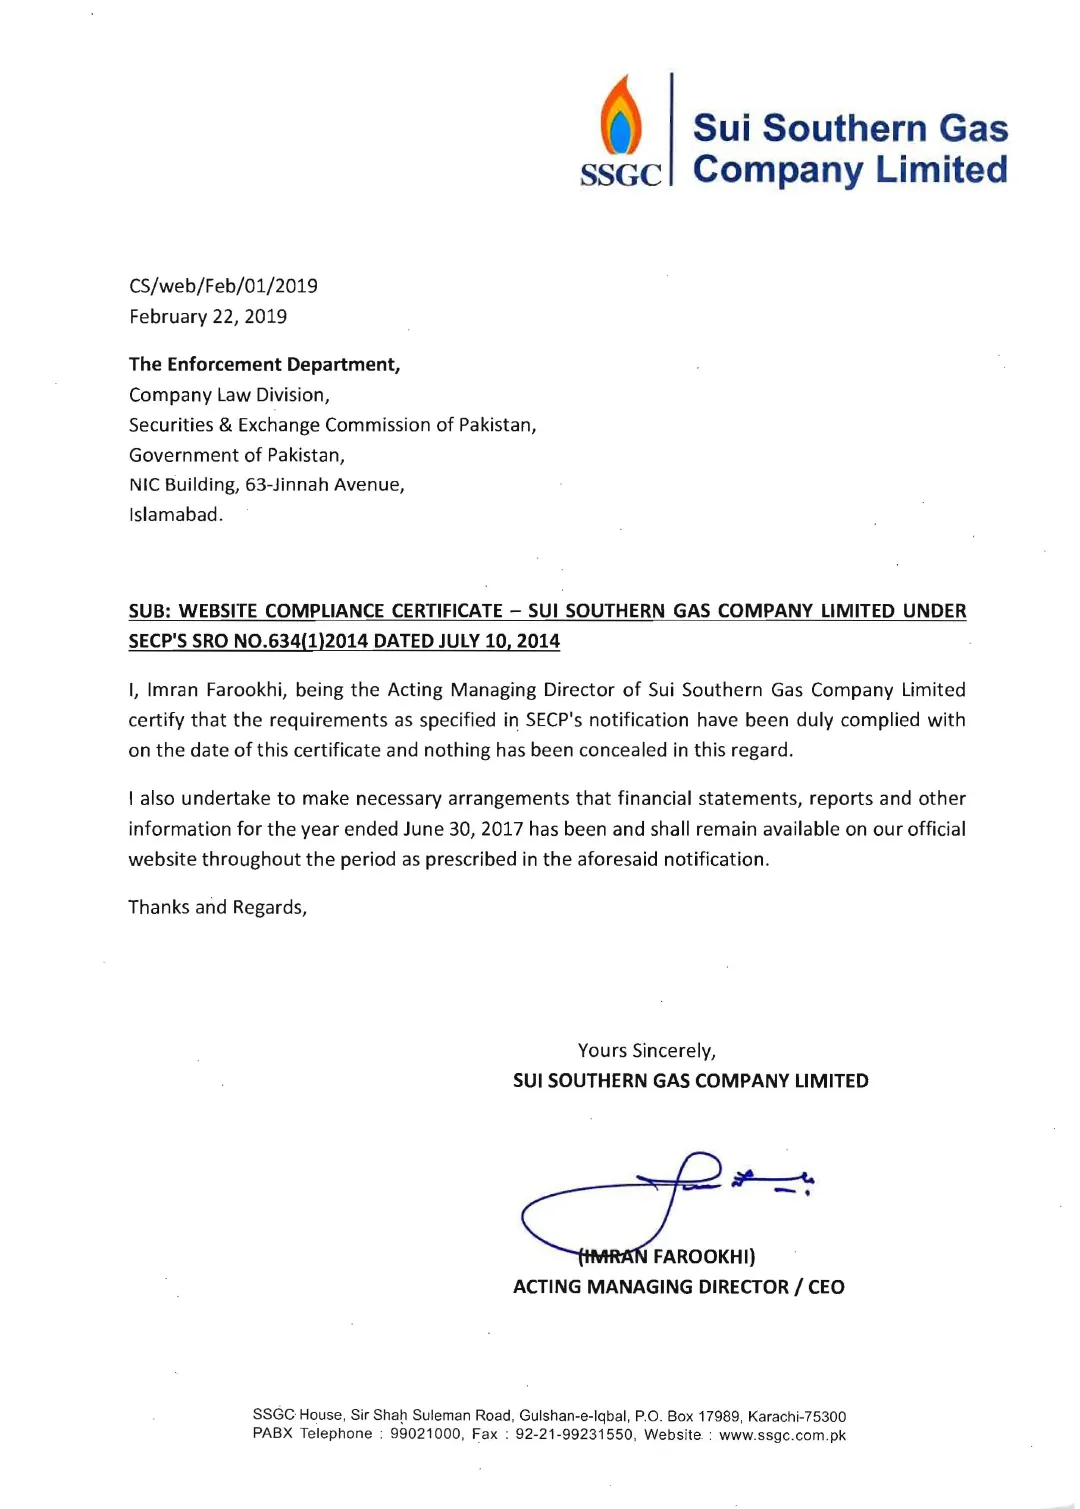 SSGC
Sui Southern Gas
Company Limited
CS/web/Feb/01/2019
February 22, 2019
The Enforcement Department,
Company Law Division,
Securities & Exchange Commission of Pakistan,
Government of Pakistan,
NIC Building, 63-Jinnah Avenue,
Islamabad.
SUB: WEBSITE COMPLIANCE CERTIFICATE – SUI SOUTHERN GAS COMPANY LIMITED UNDER
SECP'S SRO NO.634(1)2014 DATED JULY 10, 2014
I, Imran Farookhi, being the Acting Managing Director of Sui Southern Gas Company Limited
certify that the requirements as specified in SECP's notification have been duly complied with
on the date of this certificate and nothing has been concealed in this regard.
I also undertake to make necessary arrangements that financial statements, reports and other
information for the year ended June 30, 2017 has been and shall remain available on our official
website throughout the period as prescribed in the aforesaid notification.
Thanks and Regards,
Yours Sincerely,
SUI SOUTHERN GAS COMPANY LIMITED
(IMRAN FAROOKHI)
ACTING MANAGING DIRECTOR / CEO
SSGC House, Sir Shah Suleman Road, Gulshan-e-Iqbal, P.O. Box 17989, Karachi-75300
PABX Telephone : 99021000, Fax : 92-21-99231550, Website : www.ssgc.com.pk